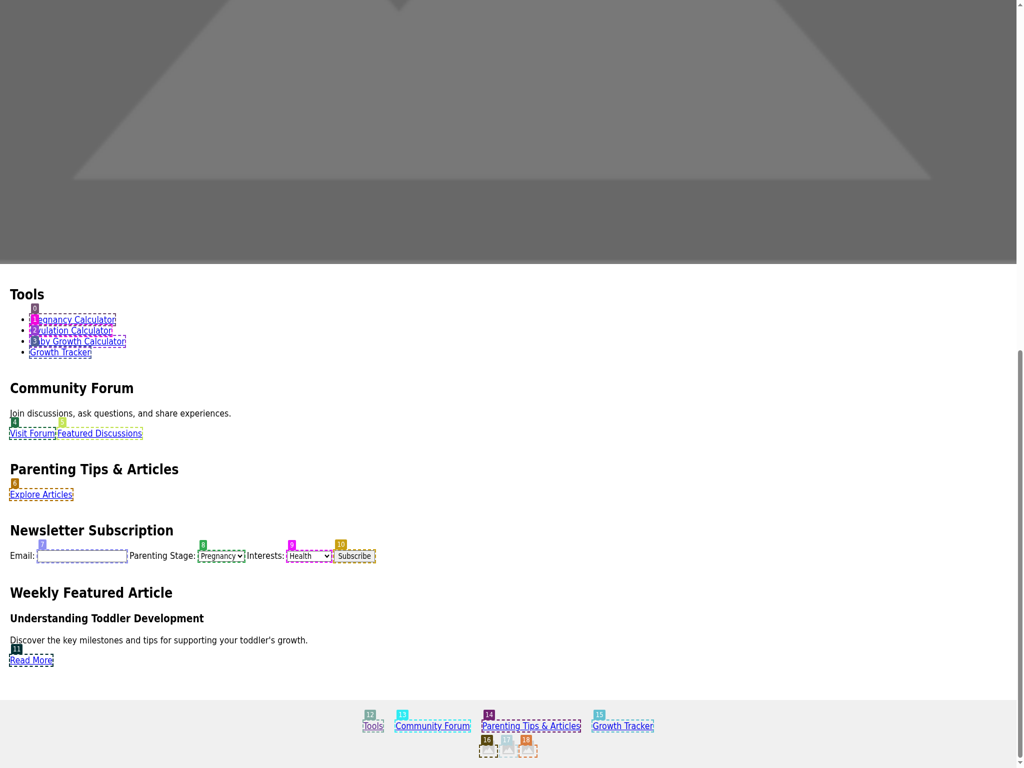 Tools
0
Pregnancy Calculator
1
Ovulation Calculator
2
Baby Growth Calculator
3
Growth Tracker
Community Forum
Join discussions, ask questions, and share experiences.
4 5
Visit Forum Featured Discussions
Parenting Tips & Articles
6
Explore Articles
Newsletter Subscription
7 8 9 10
Email: Parenting Stage: Pregnancy Interests: Health Subscribe
Weekly Featured Article
Understanding Toddler Development
Discover the key milestones and tips for supporting your toddler's growth.
11
Read More
12 13 14 15
Tools Community Forum Parenting Tips & Articles Growth Tracker
16 17 18